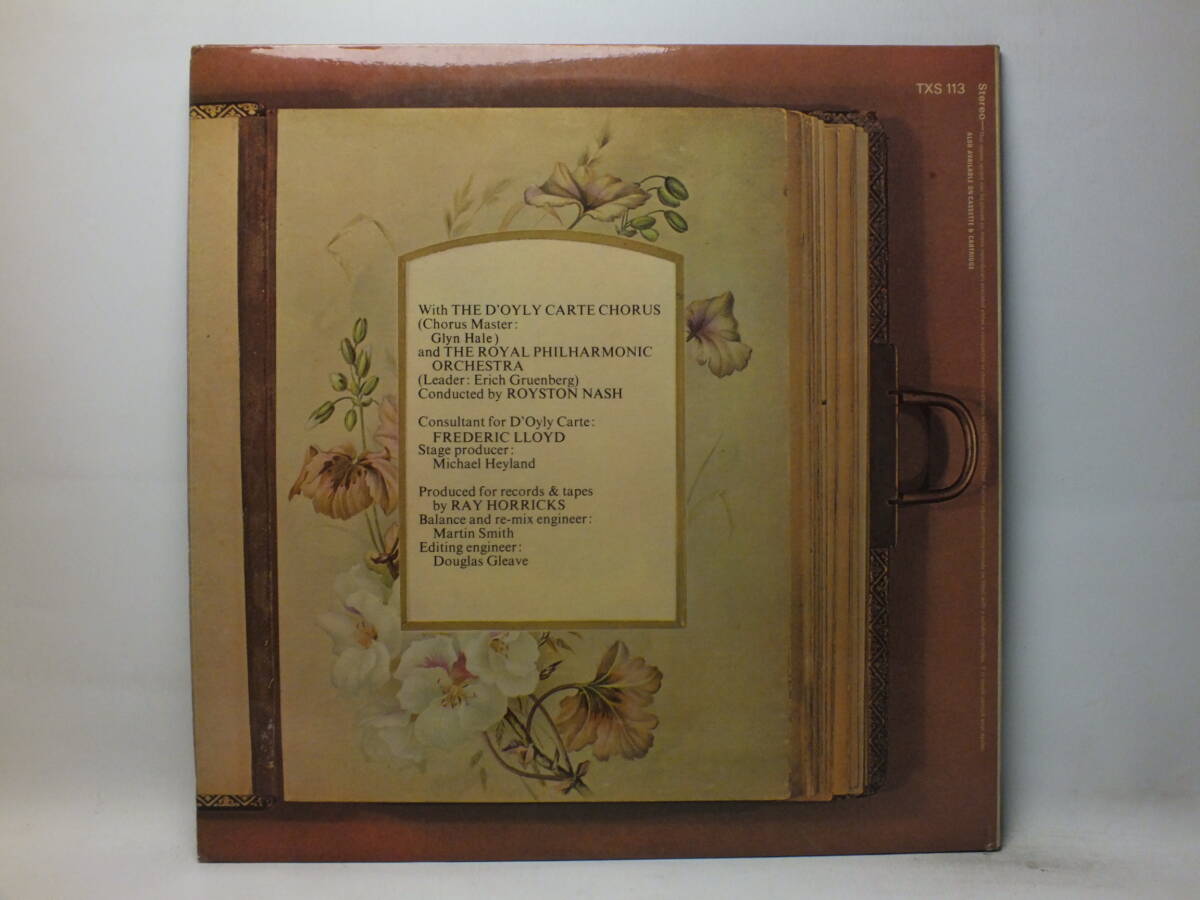 TXS 113
Stereo
ALSO AVAILABLE ON CASSETTE & CARTRIDGE
With THE D'OYLY CARTE CHORUS
(Chorus Master:
Glyn Hale)
and THE ROYAL PHILHARMONIC
ORCHESTRA
(Leader: Erich Gruenberg)
Conducted by ROYSTON NASH
Consultant for D'Oyly Carte:
FREDERIC LLOYD
Stage producer:
Michael Heyland
Produced for records & tapes
by RAY HORRICKS
Balance and re-mix engineer:
Martin Smith
Editing engineer:
Douglas Gleave